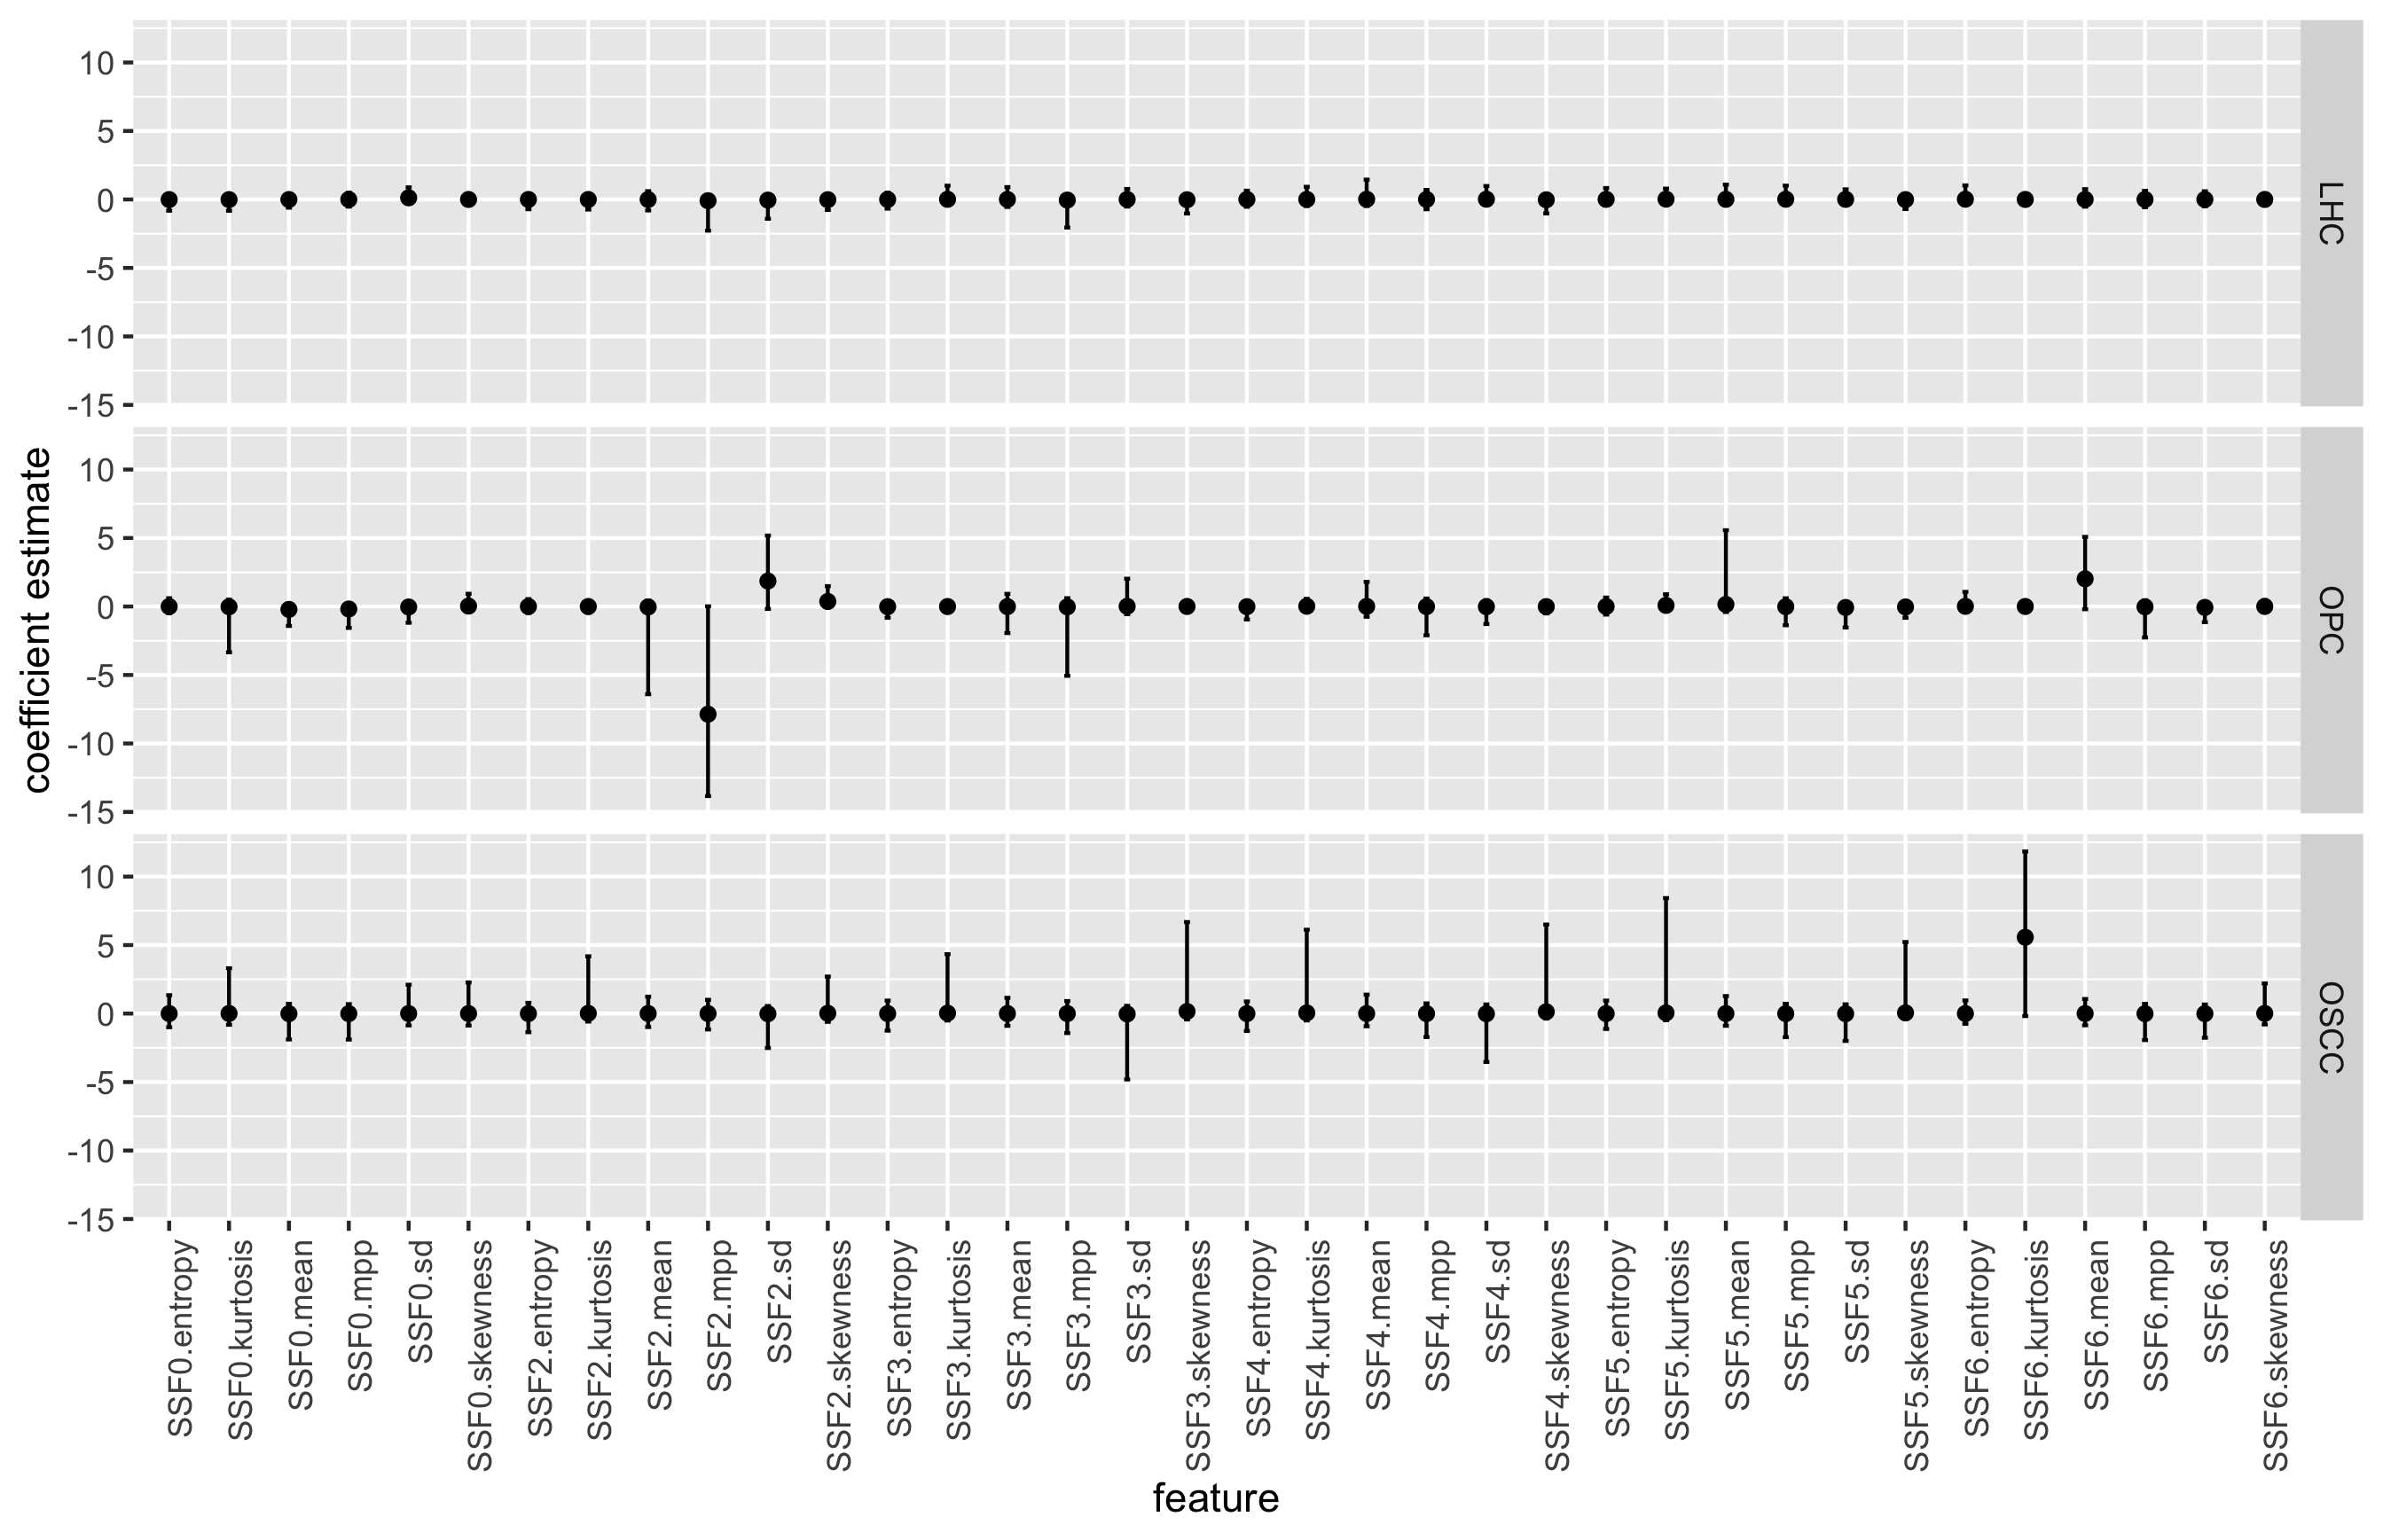 10
5
0
-5
-10
-15
LHC
10
5
0
-5
-10
-15
OPC
10
5
0
-5
-10
-15
OSCC
coefficient estimate
SSF0.entropy
SSF0.kurtosis
SSF0.mean
SSF0.mpp
SSF0.sd
SSF0.skewness
SSF2.entropy
SSF2.kurtosis
SSF2.mean
SSF2.mpp
SSF2.sd
SSF2.skewness
SSF3.entropy
SSF3.kurtosis
SSF3.mean
SSF3.mpp
SSF3.sd
SSF3.skewness
SSF4.entropy
SSF4.kurtosis
SSF4.mean
SSF4.mpp
SSF4.sd
SSF4.skewness
SSF5.entropy
SSF5.kurtosis
SSF5.mean
SSF5.mpp
SSF5.sd
SSF5.skewness
SSF6.entropy
SSF6.kurtosis
SSF6.mean
SSF6.mpp
SSF6.sd
SSF6.skewness
feature